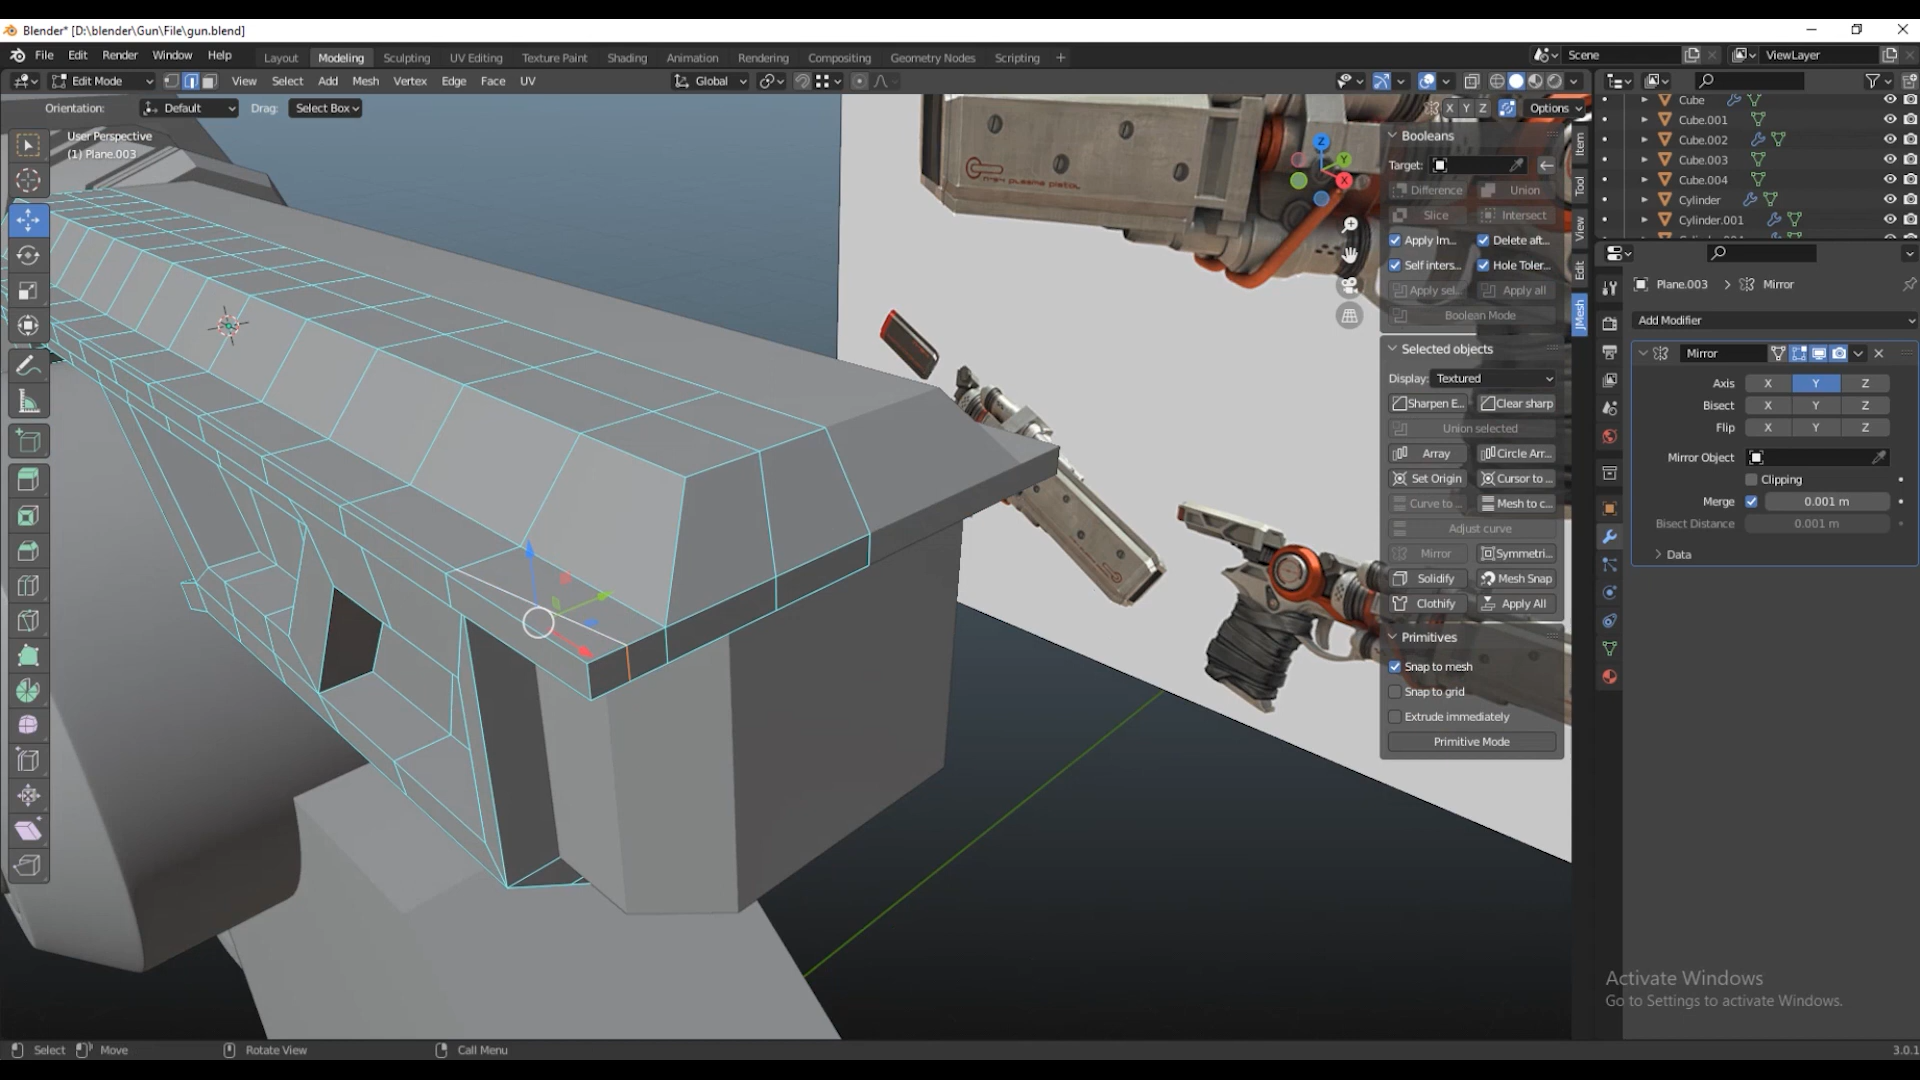 Blender* [D:\blender\Gun\File\gun.blend]
File Edit Render Window Help
Layout Modeling Sculpting UV Editing Texture Paint Shading Animation Rendering Compositing Geometry Nodes Scripting +
Scene
ViewLayer
Edit Mode
View Select Add Mesh Vertex Edge Face UV
Global
Orientation: Default Drag: Select Box
X Y Z
Options
User Perspective
(1) Plane.003
Z
Y
X
plasma pistol
Booleans
Target:
Difference Union
Slice Intersect
Apply Im... Delete aft...
Self inters... Hole Toler...
Apply sel... Apply all
Boolean Mode
Selected objects
Display: Textured
Sharpen E... Clear sharp
Union selected
Array Circle Arr...
Set Origin Cursor to ...
Curve to ... Mesh to c...
Adjust curve
Mirror Symmetri...
Solidify Mesh Snap
Clothify Apply All
Primitives
Snap to mesh
Snap to grid
Extrude immediately
Primitive Mode
Item
Tool
View
Edit
JMesh
Cube
Cube.001
Cube.002
Cube.003
Cube.004
Cylinder
Cylinder.001
Plane.003 > Mirror
Add Modifier
Mirror
Axis X Y Z
Bisect X Y Z
Flip X Y Z
Mirror Object
Clipping
Merge 0.001 m
Bisect Distance 0.001 m
Data
Activate Windows
Go to Settings to activate Windows.
Select Move Rotate View Call Menu
3.0.1